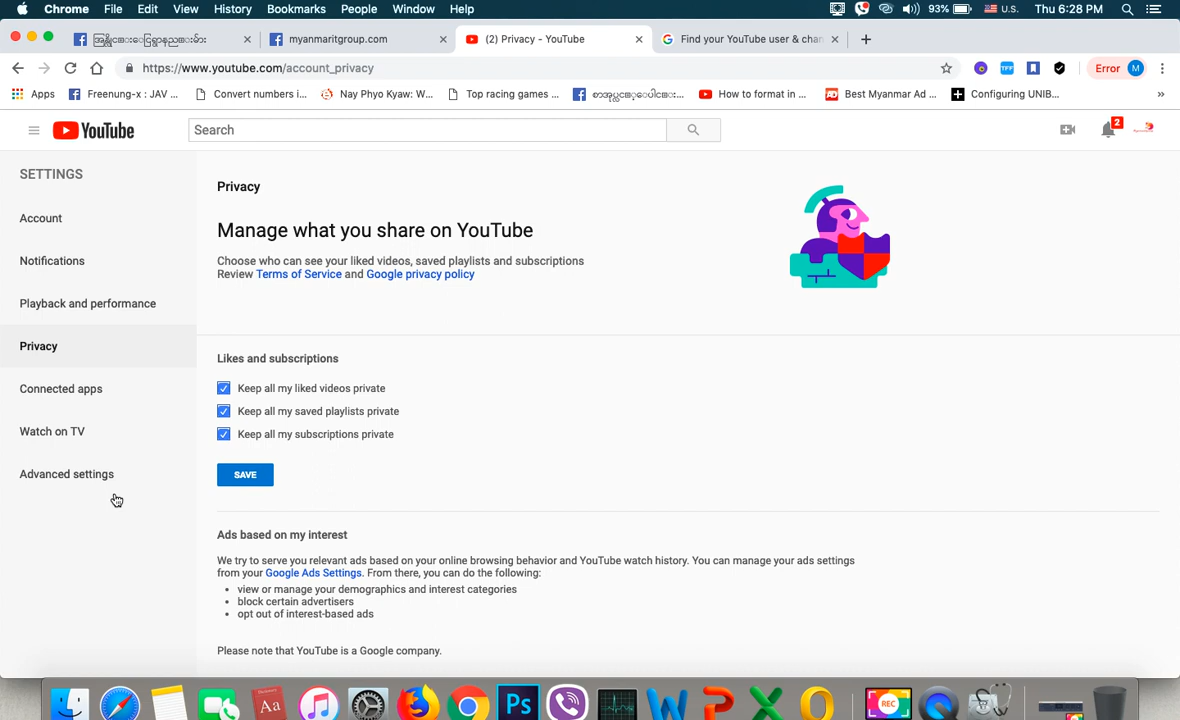 Chrome File Edit View History Bookmarks People Window Help 93% U.S. Thu 6:28 PM
myanmaritgroup.com (2) Privacy - YouTube Find your YouTube user & chan
https://www.youtube.com/account_privacy Error M
Apps Freenung-x : JAV ... Convert numbers i... Nay Phyo Kyaw: W... Top racing games ... How to format in ... Best Myanmar Ad ... Configuring UNIB... »
YouTube Search 2
SETTINGS
Account
Notifications
Playback and performance
Privacy
Connected apps
Watch on TV
Advanced settings
Privacy
Manage what you share on YouTube
Choose who can see your liked videos, saved playlists and subscriptions
Review Terms of Service and Google privacy policy
Likes and subscriptions
Keep all my liked videos private
Keep all my saved playlists private
Keep all my subscriptions private
SAVE
Ads based on my interest
We try to serve you relevant ads based on your online browsing behavior and YouTube watch history. You can manage your ads settings
from your Google Ads Settings. From there, you can do the following:
• view or manage your demographics and interest categories
• block certain advertisers
• opt out of interest-based ads
Please note that YouTube is a Google company.
Aa Ps W P X O REC